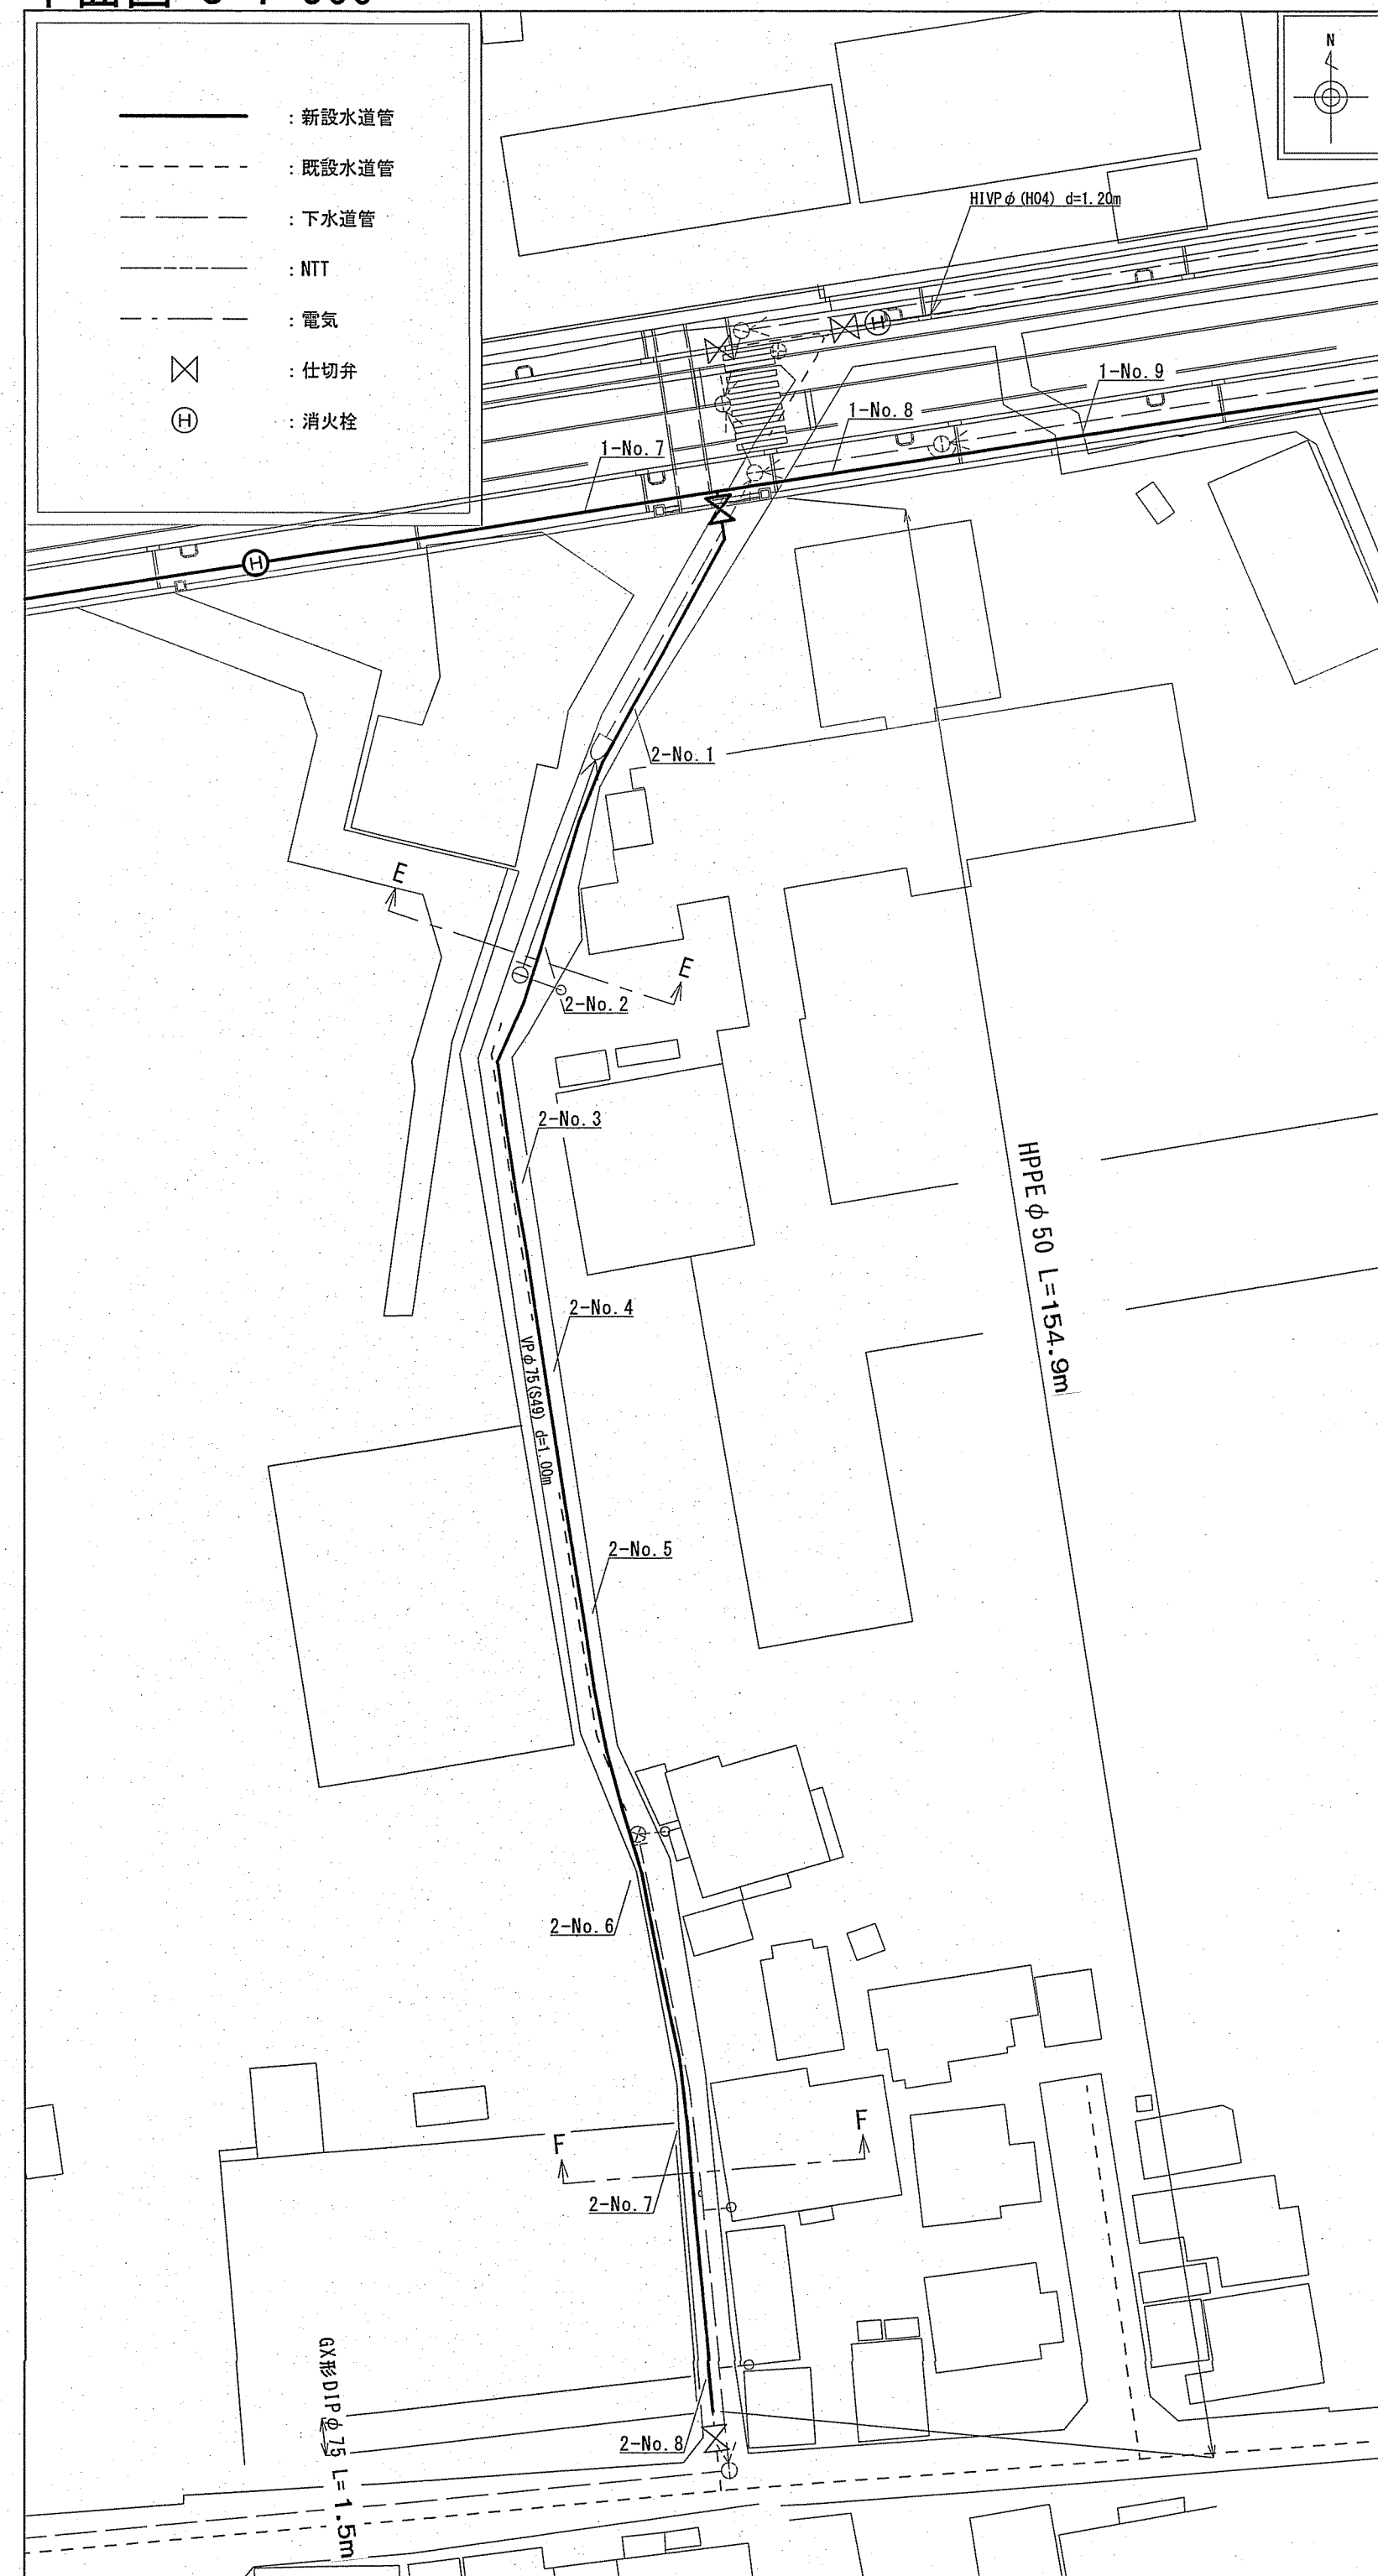 : 新設水道管
: 既設水道管
: 下水道管
: NTT
: 電気
: 仕切弁
Ⓗ : 消火栓
N
HIVPφ(H04) d=1.20m
1-No.9
1-No.8
1-No.7
2-No.1
E
E
2-No.2
2-No.3
HPPEφ50 L=154.9m
2-No.4
VPφ75(S49) d=1.00m
2-No.5
2-No.6
F
F
2-No.7
GX形DIPφ75 L=1.5m
2-No.8